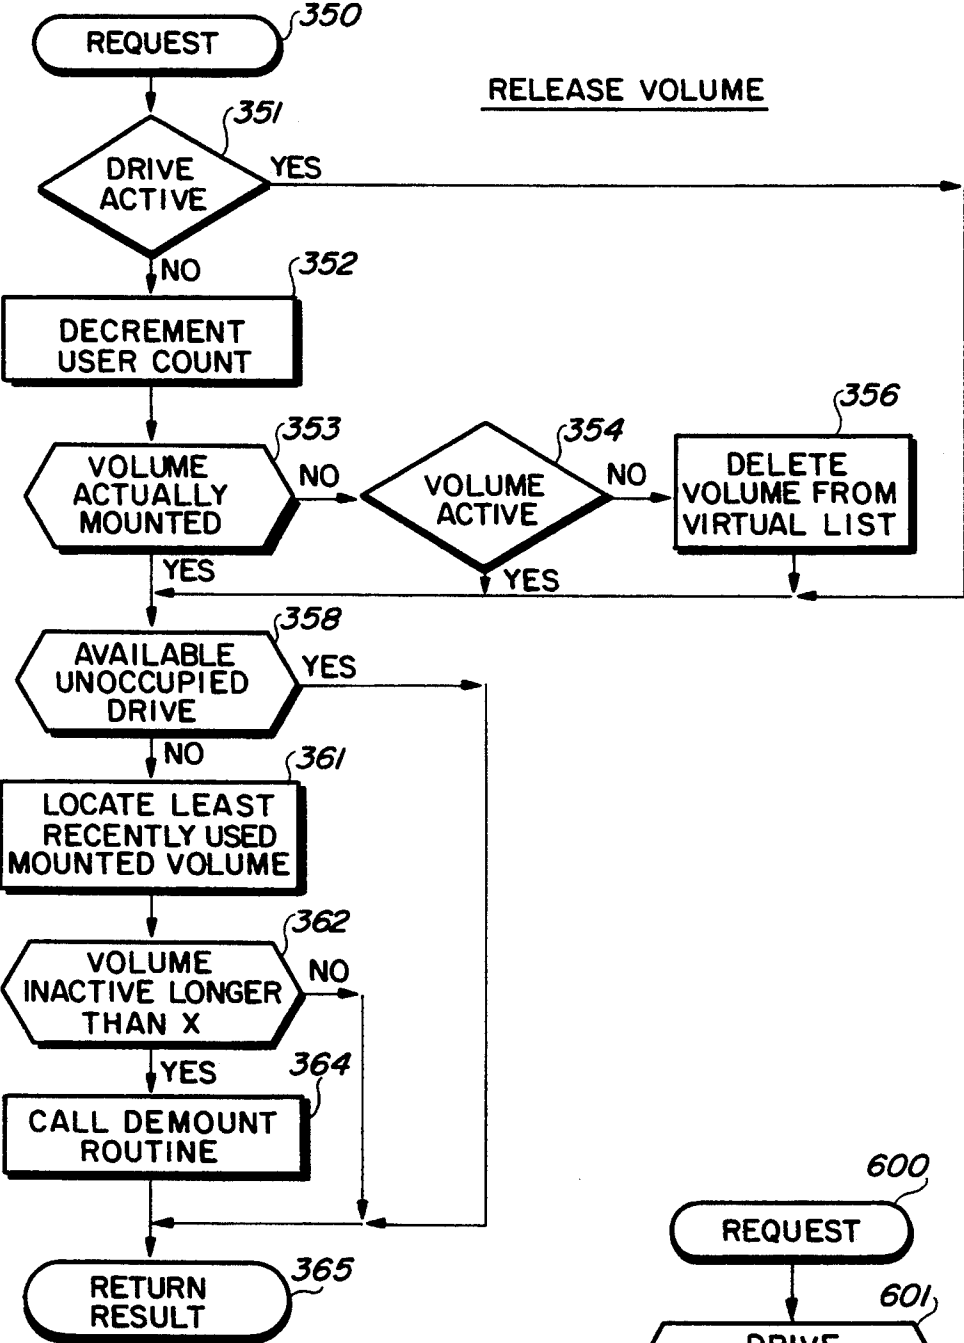 REQUEST
350
RELEASE VOLUME
351
DRIVE
ACTIVE
YES
NO
352
DECREMENT
USER COUNT
353
VOLUME
ACTUALLY
MOUNTED
NO
YES
354
VOLUME
ACTIVE
NO
YES
356
DELETE
VOLUME FROM
VIRTUAL LIST
358
AVAILABLE
UNOCCUPIED
DRIVE
YES
NO
361
LOCATE LEAST
RECENTLY USED
MOUNTED VOLUME
362
VOLUME
INACTIVE LONGER
THAN X
NO
YES
364
CALL DEMOUNT
ROUTINE
365
RETURN
RESULT
600
REQUEST
601
DRIVE